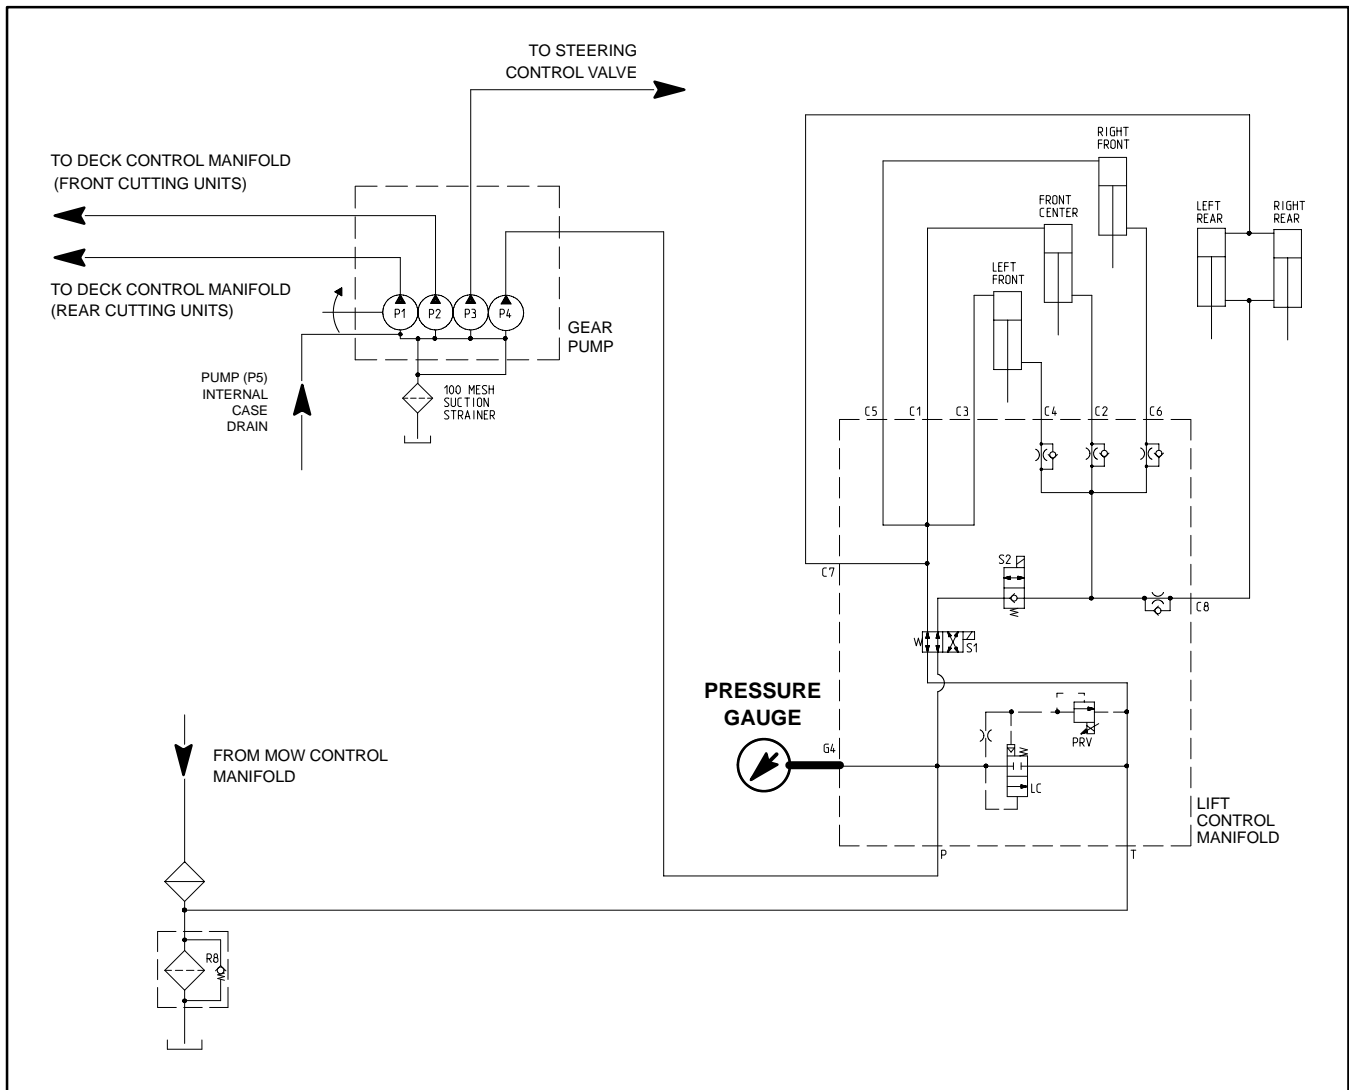 TO STEERING
CONTROL VALVE
TO DECK CONTROL MANIFOLD
(FRONT CUTTING UNITS)
TO DECK CONTROL MANIFOLD
(REAR CUTTING UNITS)
P1
P2
P3
P4
GEAR
PUMP
PUMP (P5)
INTERNAL
CASE
DRAIN
100 MESH
SUCTION
STRAINER
RIGHT
FRONT
FRONT
CENTER
LEFT
FRONT
LEFT
REAR
RIGHT
REAR
C5
C1
C3
C4
C2
C6
C7
S2
C8
W
S1
PRESSURE
GAUGE
G4
PRV
LC
LIFT
CONTROL
MANIFOLD
P
T
FROM MOW CONTROL
MANIFOLD
R8